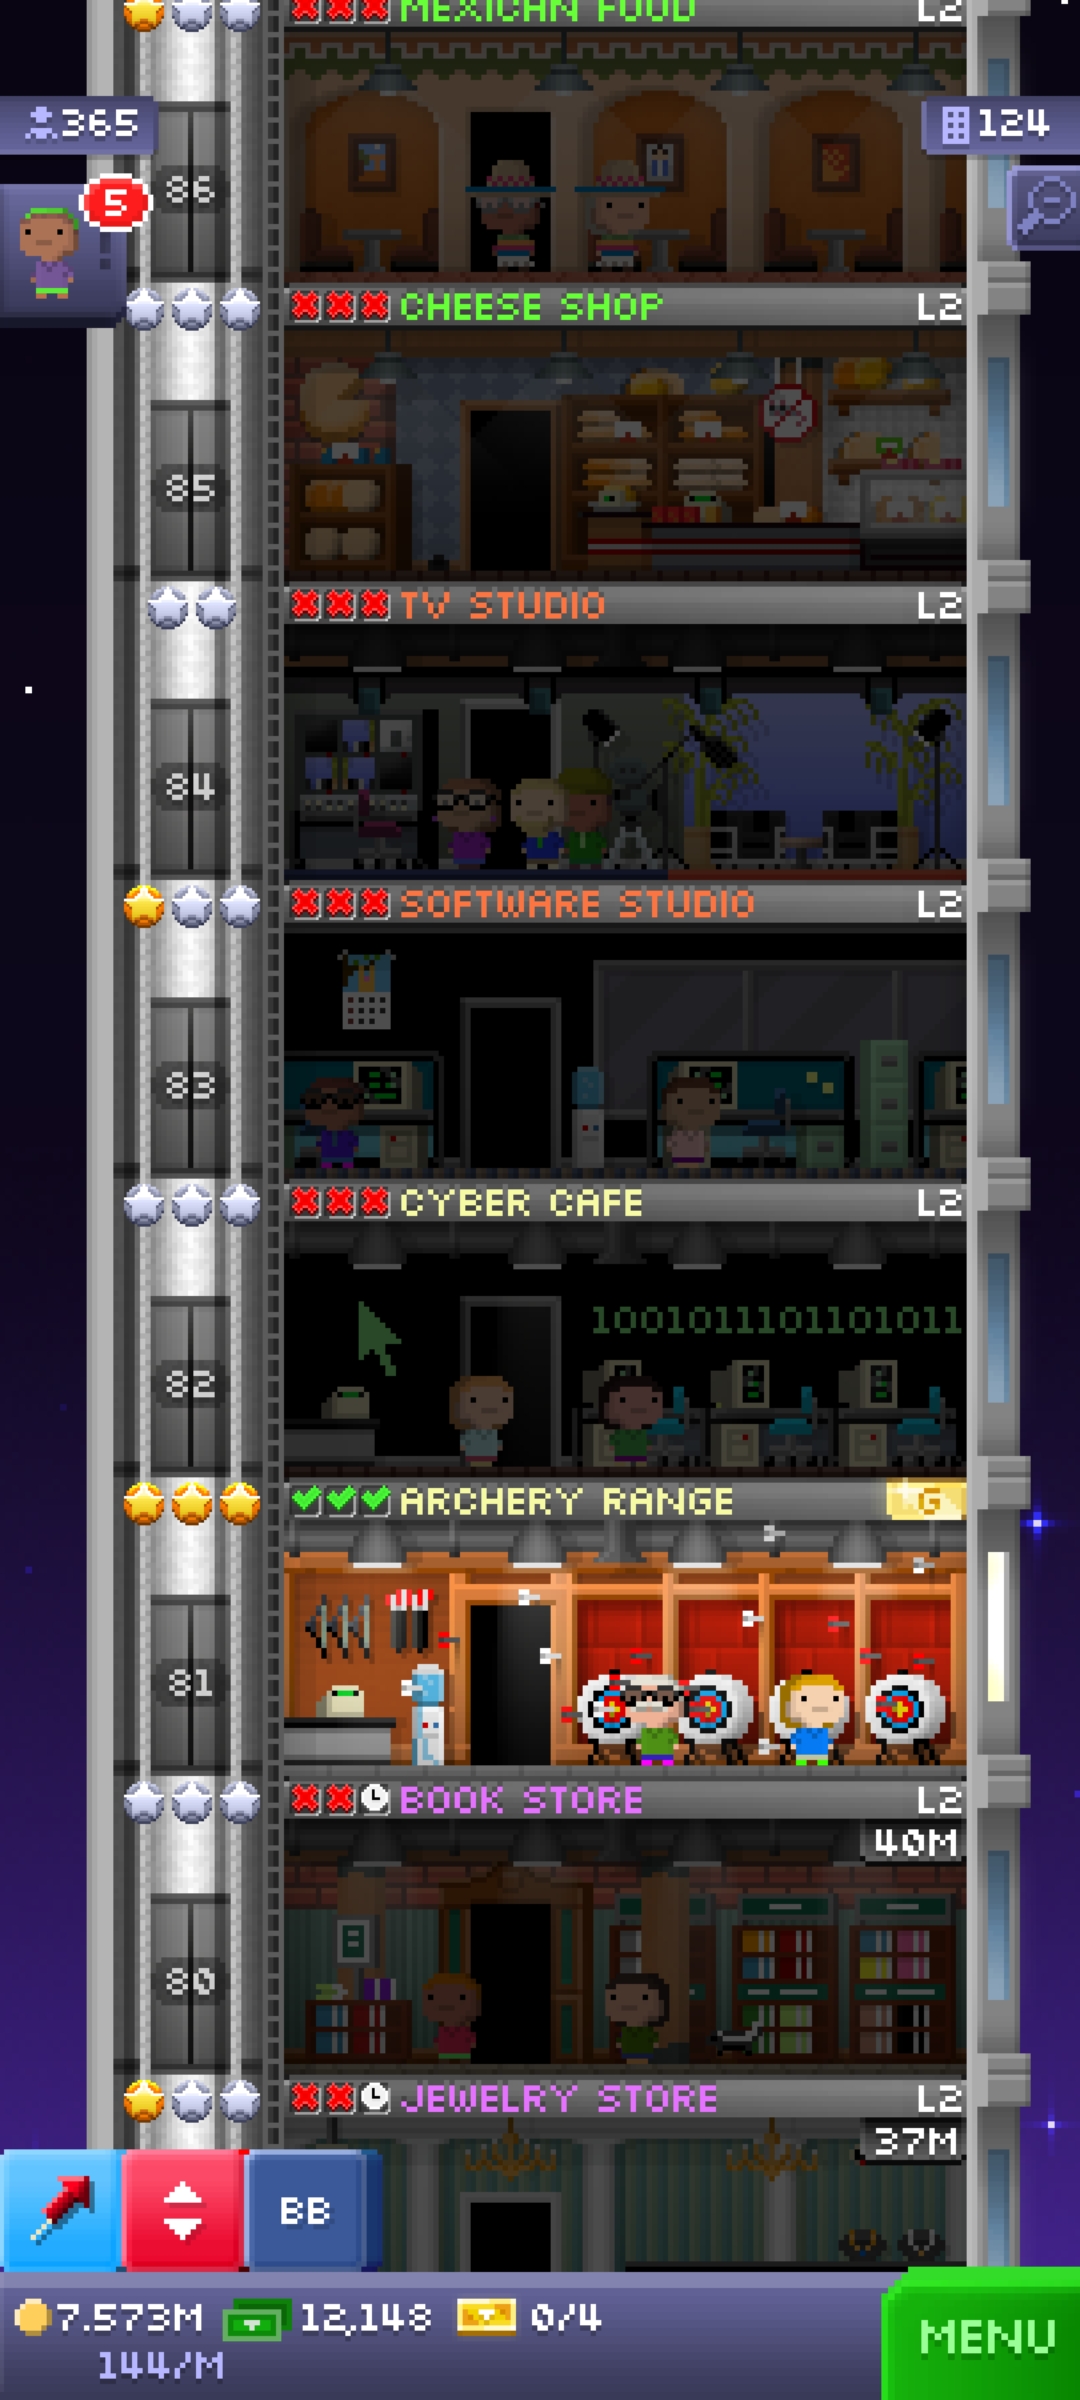 MEXICAN FOOD L2
365
124
86
5
CHEESE SHOP L2
85
TV STUDIO L2
84
SOFTWARE STUDIO L2
83
CYBER CAFE L2
100101110110101011
82
ARCHERY RANGE G
81
BOOK STORE L2
40M
80
JEWELRY STORE L2
37M
BB
7.573M 12,148 0/4
144/M
MENU